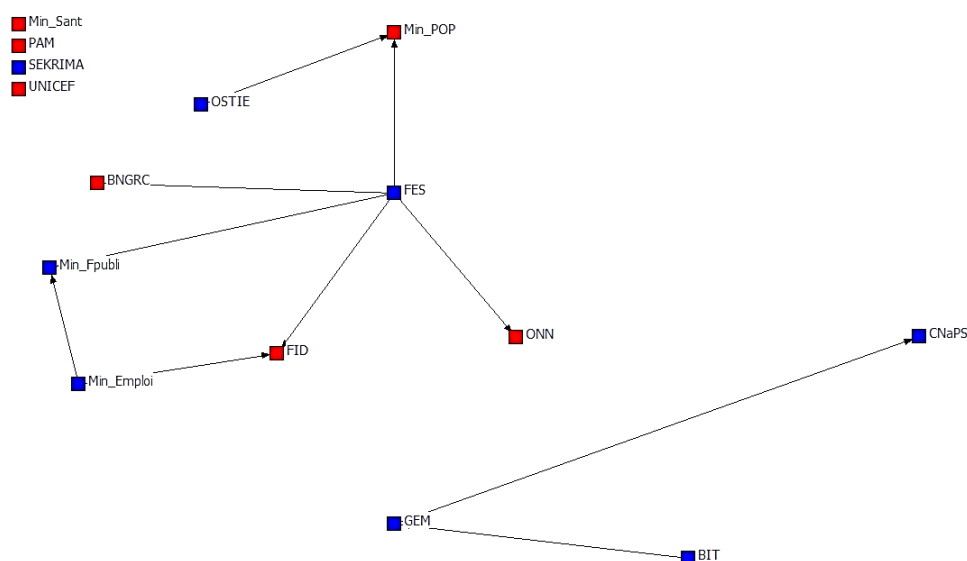 Min_Sant
PAM
SEKRIMA
UNICEF
Min_POP
OSTIE
BNGRC
FES
Min_Fpubli
FID
ONN
CNaPS
Min_Emploi
GEM
BIT